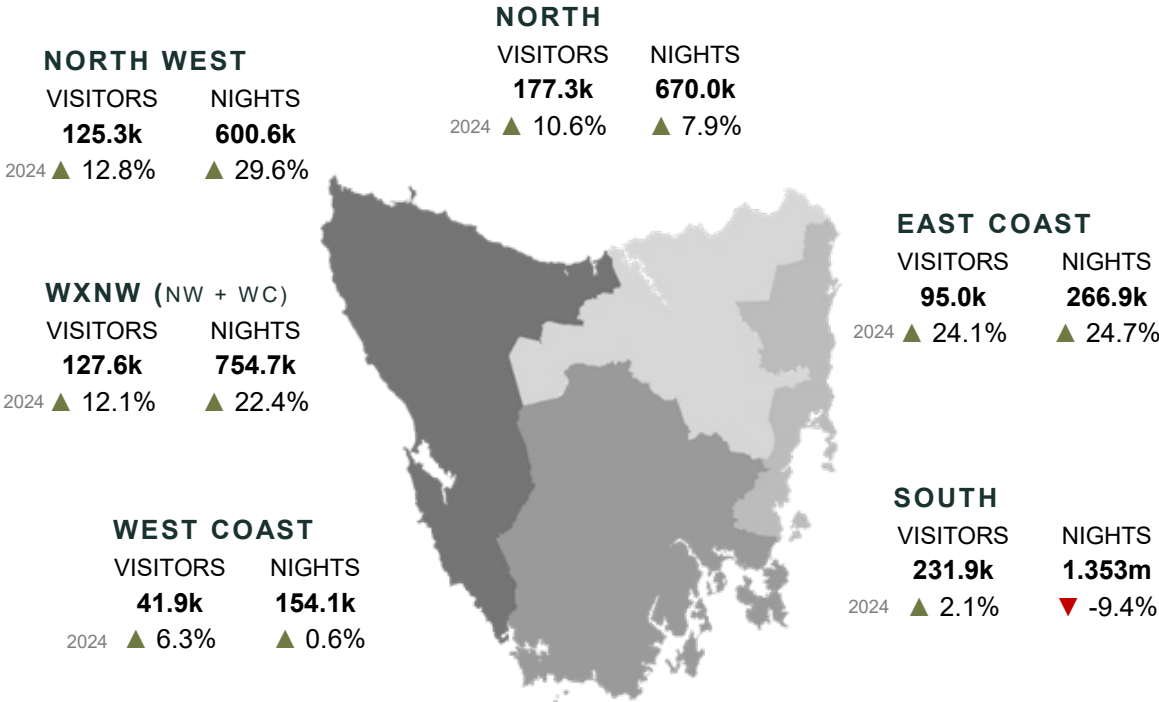 NORTH
VISITORS NIGHTS
177.3k 670.0k
2024 ▲ 10.6% ▲ 7.9%
NORTH WEST
VISITORS NIGHTS
125.3k 600.6k
2024 ▲ 12.8% ▲ 29.6%
EAST COAST
VISITORS NIGHTS
95.0k 266.9k
2024 ▲ 24.1% ▲ 24.7%
WXNW (NW + WC)
VISITORS NIGHTS
127.6k 754.7k
2024 ▲ 12.1% ▲ 22.4%
SOUTH
VISITORS NIGHTS
231.9k 1.353m
2024 ▲ 2.1% ▼ -9.4%
WEST COAST
VISITORS NIGHTS
41.9k 154.1k
2024 ▲ 6.3% ▲ 0.6%